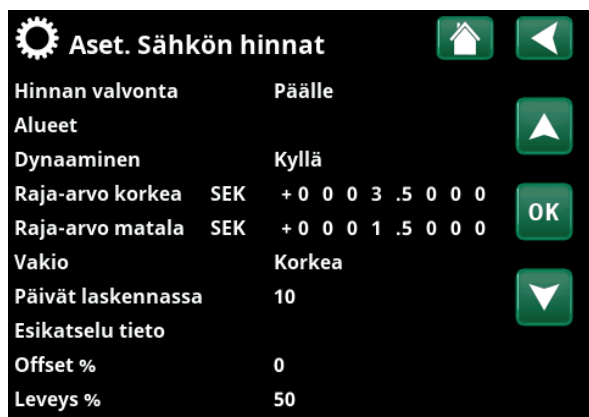 Aset. Sähkön hinnat
Hinnan valvonta Päälle
Alueet
Dynaaminen Kyllä
Raja-arvo korkea SEK +0 0 0 3 .5 0 0 0
Raja-arvo matala SEK +0 0 0 1 .5 0 0 0
OK
Vakio Korkea
Päivät laskennassa 10
Esikatselu tieto
Offset % 0
Leveys % 50